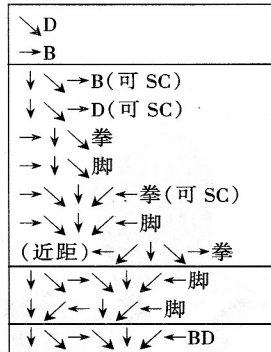 ↘D
→B
↓↘→B(可 SC)
↓↘→D(可 SC)
→↓↘拳
→↓↘脚
→↘↓↙←拳(可 SC)
→↘↓↙←脚
(近距)←↙↓↘→拳
↓↘→↘↓↙←脚
↓↙←↓↙←脚
↓↘→↘↓↙←BD